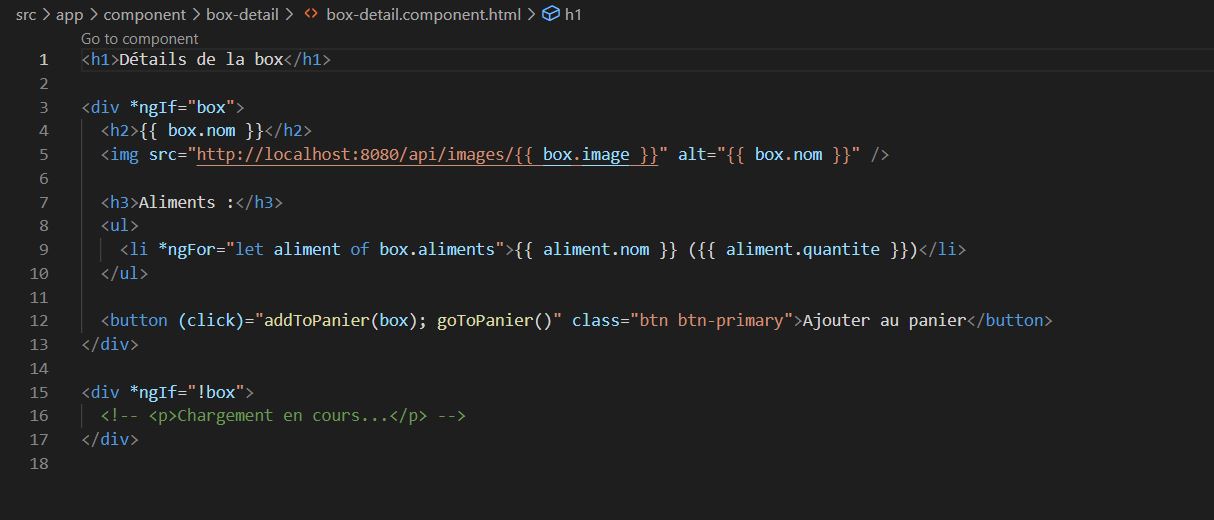 src > app > component > box-detail > <> box-detail.component.html > h1
Go to component
1 <h1>Détails de la box</h1>
2
3 <div *ngIf="box">
4 <h2>{{ box.nom }}</h2>
5 <img src="http://localhost:8080/api/images/{{ box.image }}" alt="{{ box.nom }}" />
6
7 <h3>Aliments :</h3>
8 <ul>
9 <li *ngFor="let aliment of box.aliments">{{ aliment.nom }} ({{ aliment.quantite }})</li>
10 </ul>
11
12 <button (click)="addToPanier(box); goToPanier()" class="btn btn-primary">Ajouter au panier</button>
13 </div>
14
15 <div *ngIf="!box">
16 <!-- <p>Chargement en cours...</p> -->
17 </div>
18